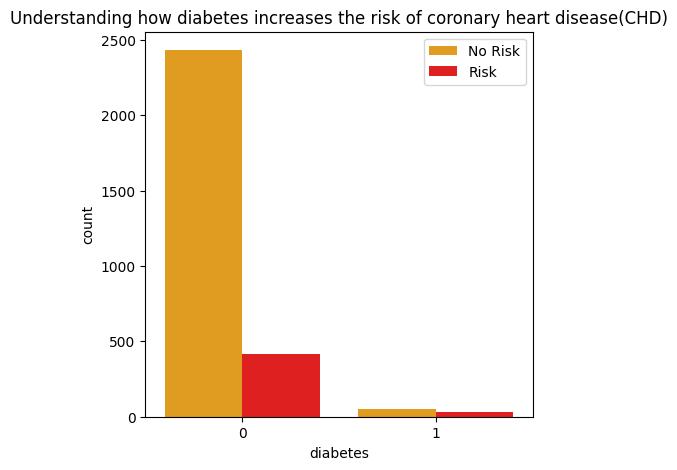 Understanding how diabetes increases the risk of coronary heart disease(CHD)
No Risk
Risk
2500
2000
1500
1000
500
0
count
0 1
diabetes